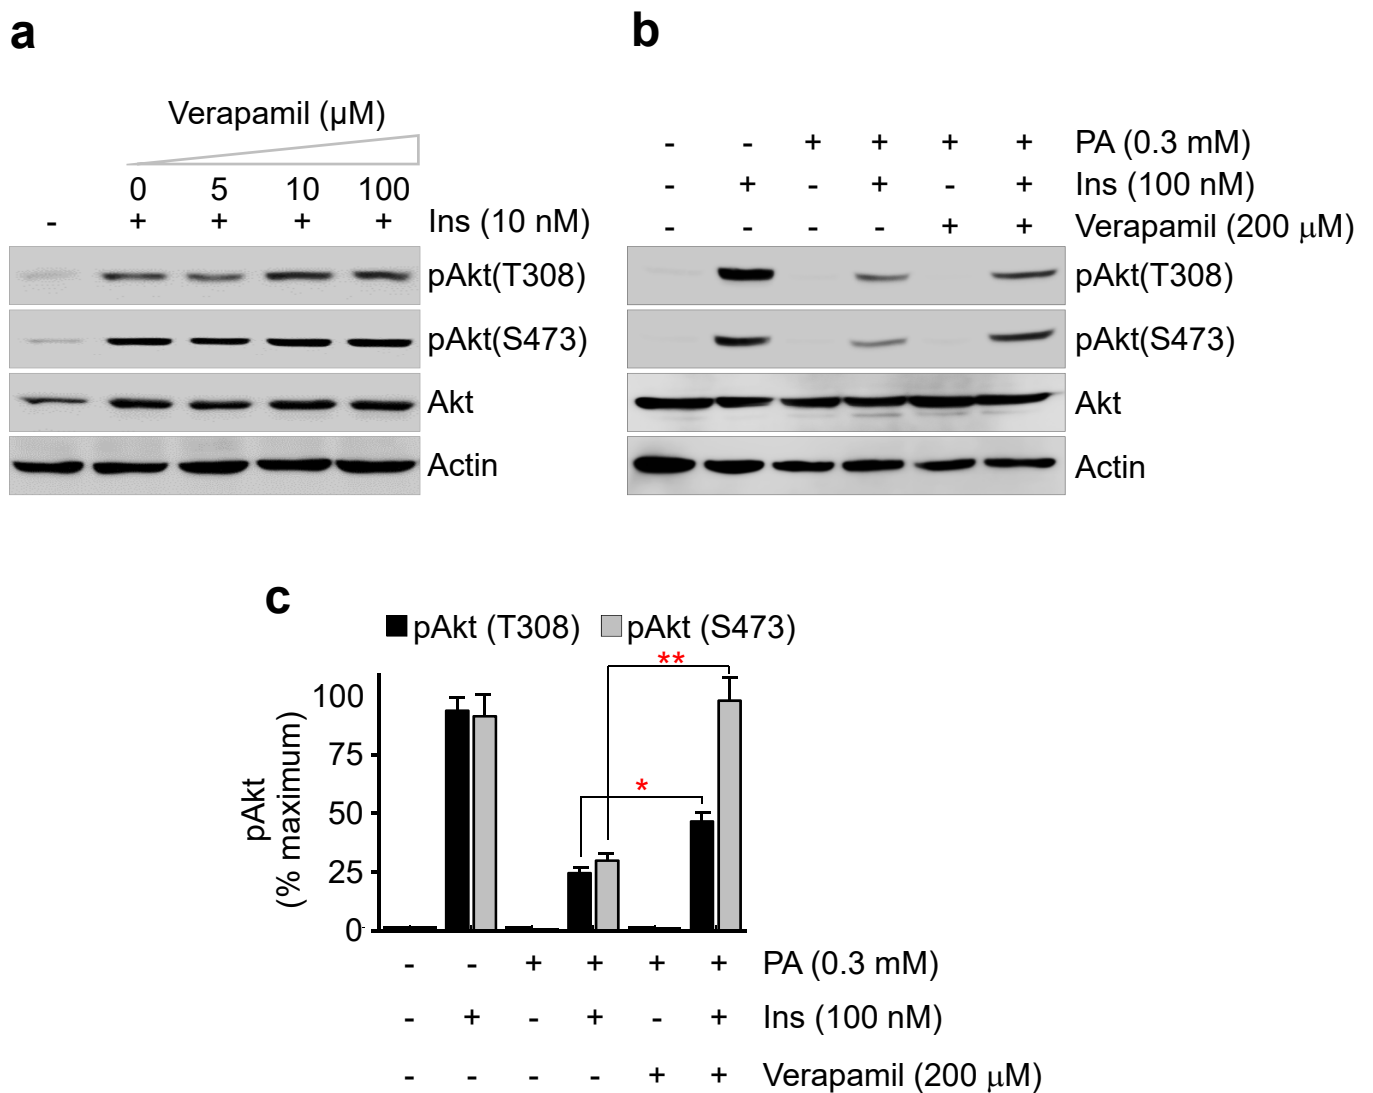 a
Verapamil (µM)
0 5 10 100
- + + + + Ins (10 nM)
pAkt(T308)
pAkt(S473)
Akt
Actin
b
- - + + + + PA (0.3 mM)
- + - + - + Ins (100 nM)
- - - - + + Verapamil (200 µM)
pAkt(T308)
pAkt(S473)
Akt
Actin
c
pAkt (T308) pAkt (S473)
**
*
100
75
50
25
0
pAkt
(% maximum)
- - + + + + PA (0.3 mM)
- + - + - + Ins (100 nM)
- - - - + + Verapamil (200 µM)